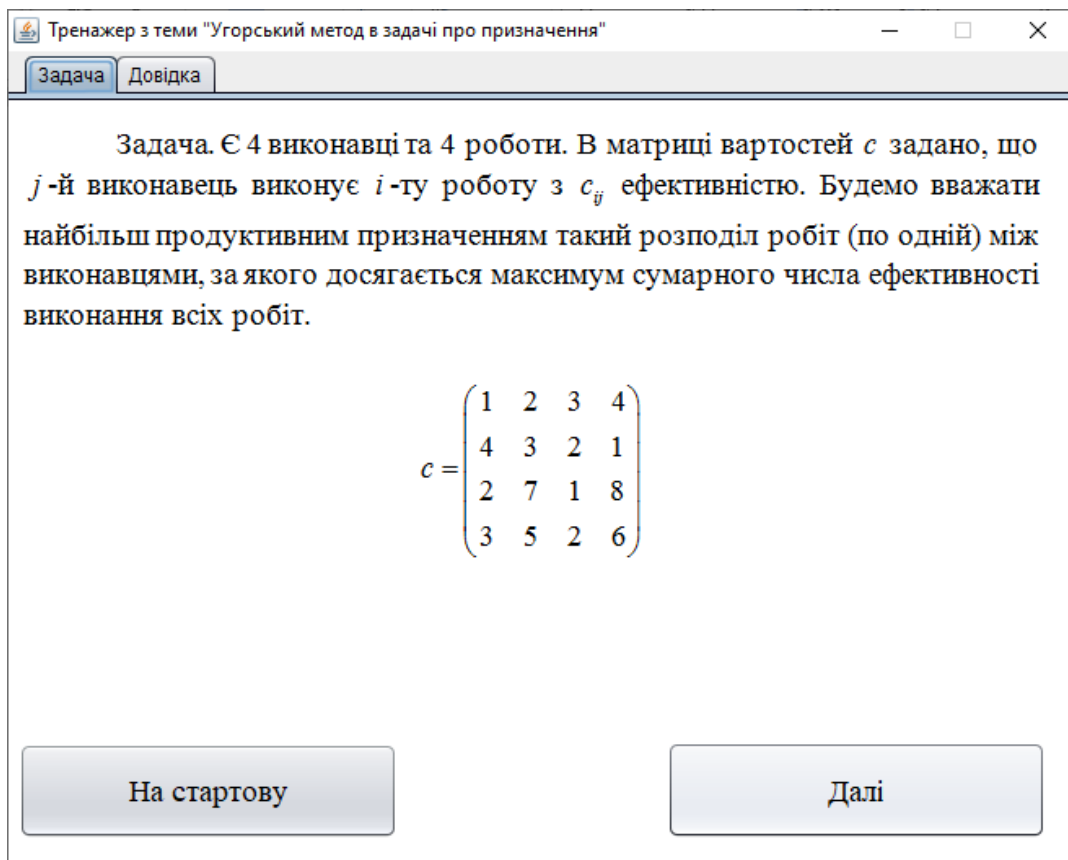 Тренажер з теми "Угорський метод в задачі про призначення"
Задача Довідка
Задача. Є 4 виконавці та 4 роботи. В матриці вартостей c задано, що
j -й виконавець виконує i -ту роботу з c_ij ефективністю. Будемо вважати
найбільш продуктивним призначенням такий розподіл робіт (по одній) між
виконавцями, за якого досягається максимум сумарного числа ефективності
виконання всіх робіт.
1 2 3 4
4 3 2 1
c =
2 7 1 8
3 5 2 6
На стартову Далі